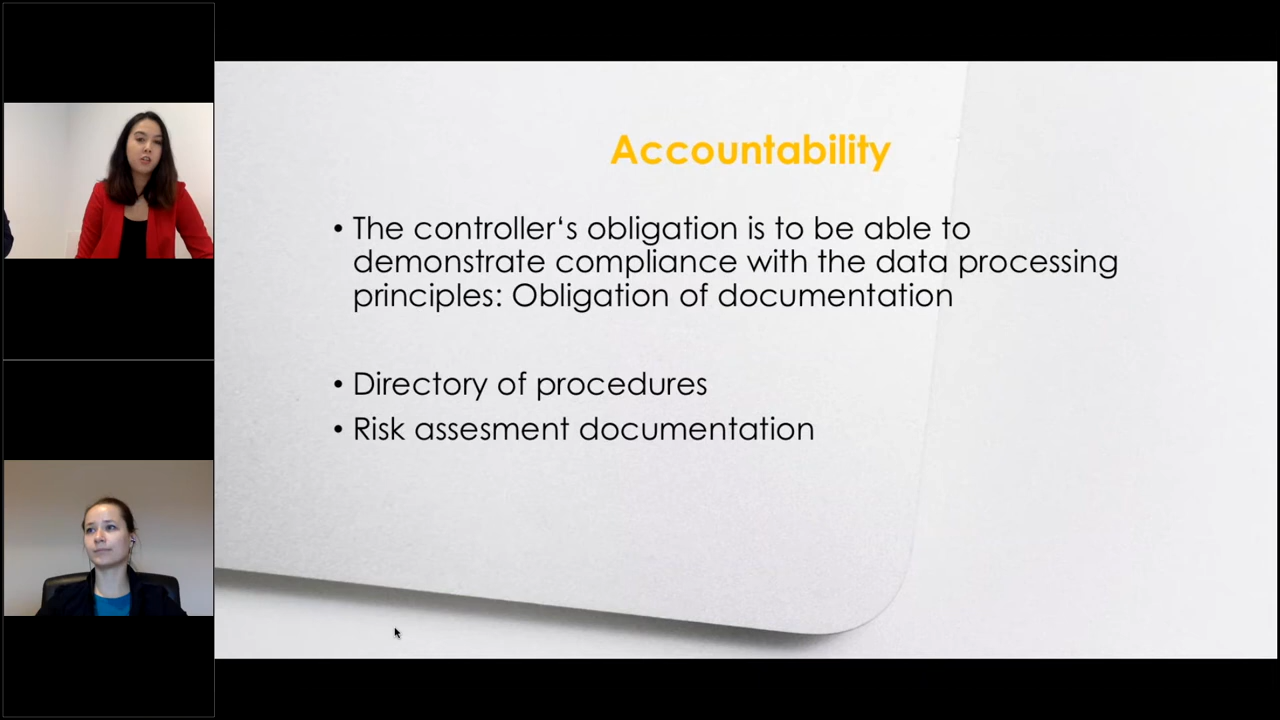 Accountability
• The controller‘s obligation is to be able to
demonstrate compliance with the data processing
principles: Obligation of documentation
• Directory of procedures
• Risk assesment documentation